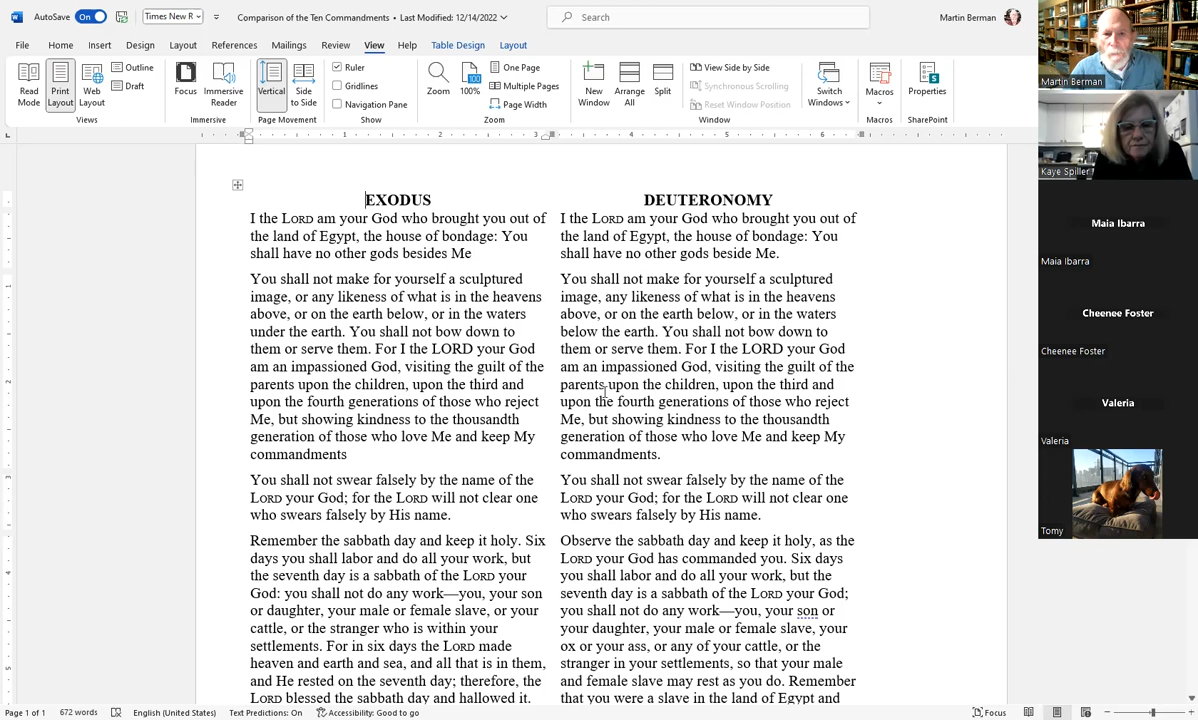 AutoSave On Times New R Comparison of the Ten Commandments • Last Modified: 12/14/2022 Search Martin Berman
File Home Insert Design Layout References Mailings Review View Help Table Design Layout
Read Mode
Print Layout
Web Layout
Outline
Draft
Views
Focus
Immersive Reader
Immersive
Vertical
Side to Side
Page Movement
Ruler
Gridlines
Navigation Pane
Show
Zoom
100%
One Page
Multiple Pages
Page Width
Zoom
New Window
Arrange All
Split
View Side by Side
Synchronous Scrolling
Reset Window Position
Window
Switch Windows
Macros
Macros
Properties
SharePoint
1 2 3 4 5 6
EXODUS
I the LORD am your God who brought you out of
the land of Egypt, the house of bondage: You
shall have no other gods besides Me
You shall not make for yourself a sculptured
image, or any likeness of what is in the heavens
above, or on the earth below, or in the waters
under the earth. You shall not bow down to
them or serve them. For I the LORD your God
am an impassioned God, visiting the guilt of the
parents upon the children, upon the third and
upon the fourth generations of those who reject
Me, but showing kindness to the thousandth
generation of those who love Me and keep My
commandments
You shall not swear falsely by the name of the
LORD your God; for the LORD will not clear one
who swears falsely by His name.
Remember the sabbath day and keep it holy. Six
days you shall labor and do all your work, but
the seventh day is a sabbath of the LORD your
God: you shall not do any work—you, your son
or daughter, your male or female slave, or your
cattle, or the stranger who is within your
settlements. For in six days the LORD made
heaven and earth and sea, and all that is in them,
and He rested on the seventh day; therefore, the
LORD blessed the sabbath day and hallowed it.
DEUTERONOMY
I the LORD am your God who brought you out of
the land of Egypt, the house of bondage: You
shall have no other gods beside Me.
You shall not make for yourself a sculptured
image, any likeness of what is in the heavens
above, or on the earth below, or in the waters
below the earth. You shall not bow down to
them or serve them. For I the LORD your God
am an impassioned God, visiting the guilt of the
parents upon the children, upon the third and
upon the fourth generations of those who reject
Me, but showing kindness to the thousandth
generation of those who love Me and keep My
commandments.
You shall not swear falsely by the name of the
LORD your God; for the LORD will not clear one
who swears falsely by His name.
Observe the sabbath day and keep it holy, as the
LORD your God has commanded you. Six days
you shall labor and do all your work, but the
seventh day is a sabbath of the LORD your God;
you shall not do any work—you, your son or
your daughter, your male or female slave, your
ox or your ass, or any of your cattle, or the
stranger in your settlements, so that your male
and female slave may rest as you do. Remember
that you were a slave in the land of Egypt and
Martin Berman
Kaye Spiller
Maia Ibarra
Maia Ibarra
Cheenee Foster
Cheenee Foster
Valeria
Valeria
Tomy
Page 1 of 1 672 words English (United States) Text Predictions: On Accessibility: Good to go Focus